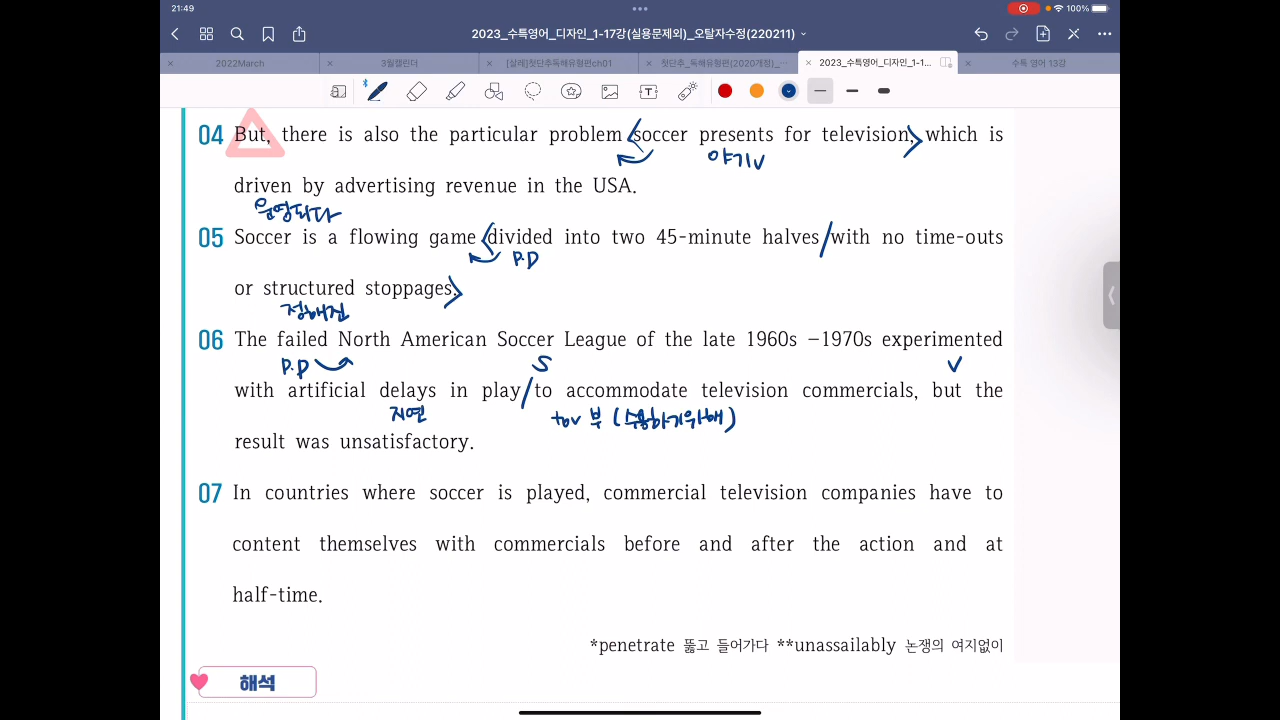 21:49
100%
2023_수특영어_디자인_1-17강(실용문제외)_오탈자수정(220211)
2022March
3월캘린더
[살레]첫단추독해유형편ch01
첫단추_독해유형편(2020개정)_...
2023_수특영어_디자인_1-1...
수특 영어 13강
04 But, there is also the particular problem soccer presents for television, which is
야기 v
driven by advertising revenue in the USA.
운영되다
05 Soccer is a flowing game divided into two 45-minute halves / with no time-outs
P.P
or structured stoppages.
정해진
06 The failed North American Soccer League of the late 1960s –1970s experimented
P.P S V
with artificial delays in play / to accommodate television commercials, but the
지연 tov 부 (수용하기위해)
result was unsatisfactory.
07 In countries where soccer is played, commercial television companies have to
content themselves with commercials before and after the action and at
half-time.
*penetrate 뚫고 들어가다 **unassailably 논쟁의 여지없이
해석